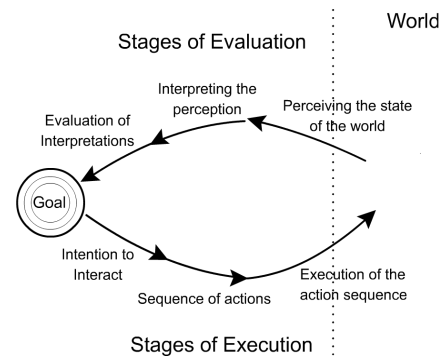 World
Stages of Evaluation
Interpreting the
perception
Perceiving the state
of the world
Evaluation of
Interpretations
Goal
Intention to
Interact
Sequence of actions
Execution of the
action sequence
Stages of Execution